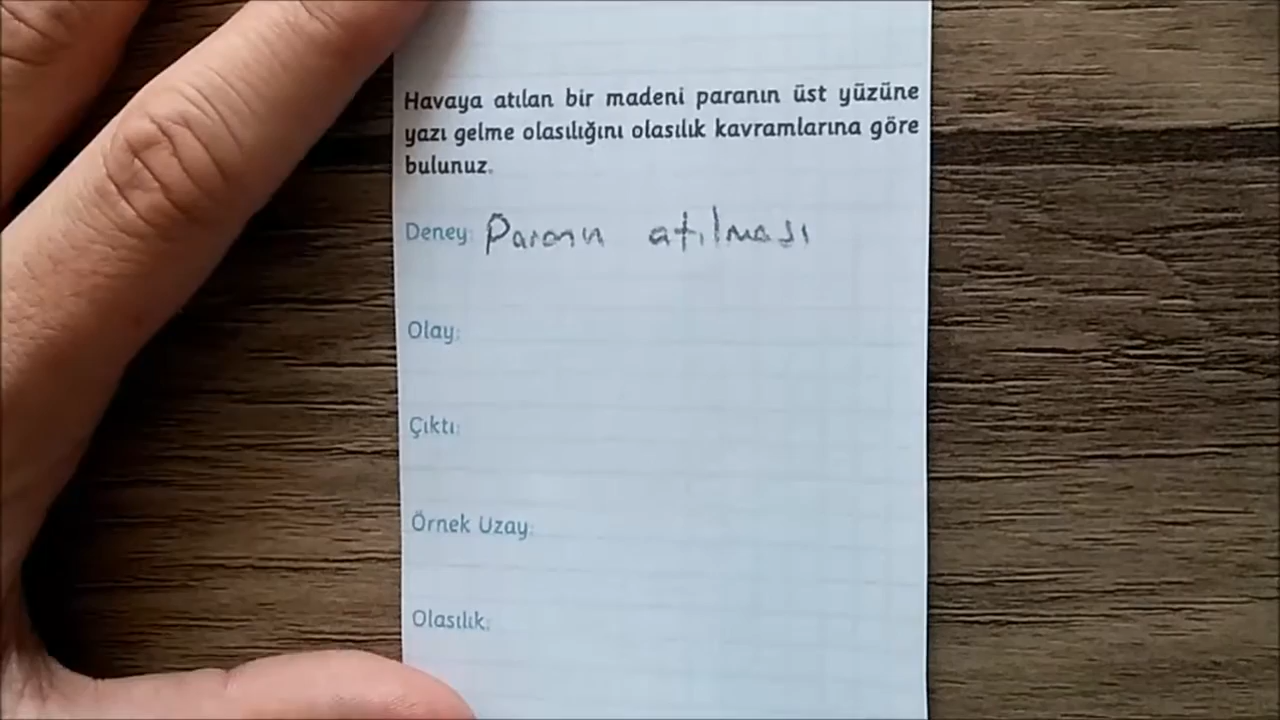 Havaya atılan bir madeni paranın üst yüzüne
yazı gelme olasılığını olasılık kavramlarına göre
bulunuz.
Deney: Paranın atılması
Olay:
Çıktı:
Örnek Uzay:
Olasılık: